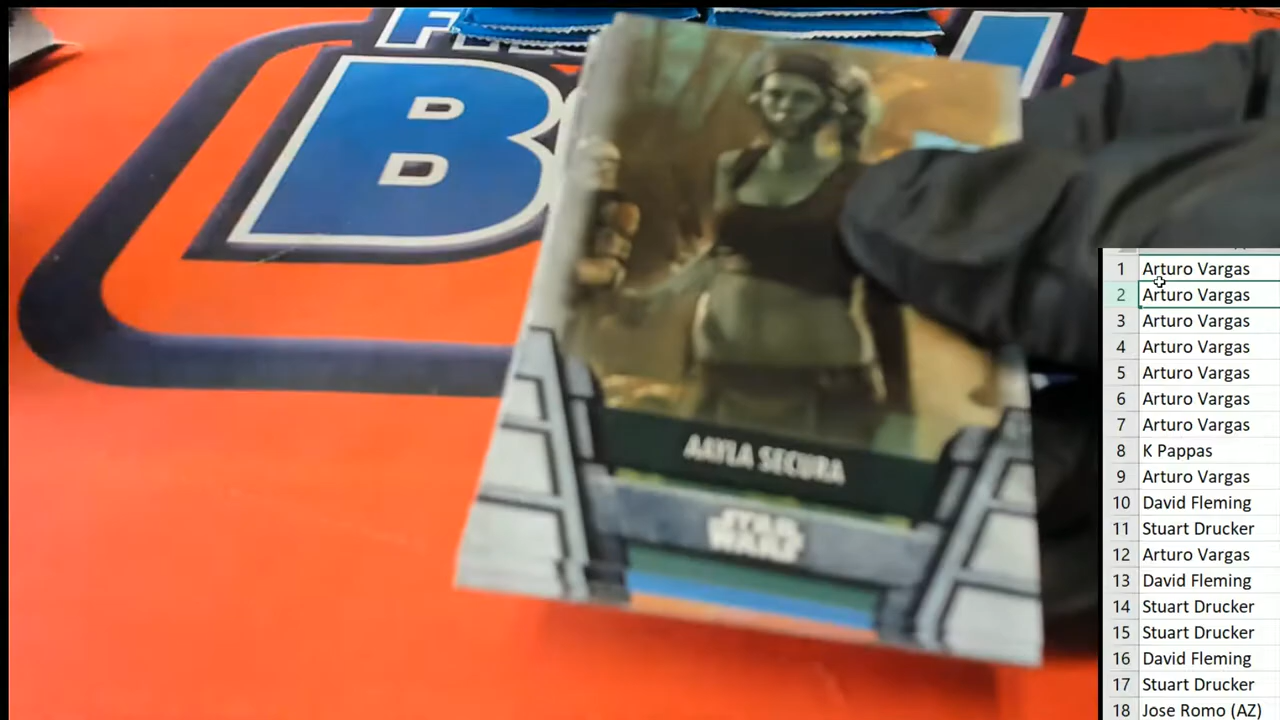 B
AAYLA SECURA
STAR
WARS
1 Arturo Vargas
2 Arturo Vargas
3 Arturo Vargas
4 Arturo Vargas
5 Arturo Vargas
6 Arturo Vargas
7 Arturo Vargas
8 K Pappas
9 Arturo Vargas
10 David Fleming
11 Stuart Drucker
12 Arturo Vargas
13 David Fleming
14 Stuart Drucker
15 Stuart Drucker
16 David Fleming
17 Stuart Drucker
18 Jose Romo (AZ)